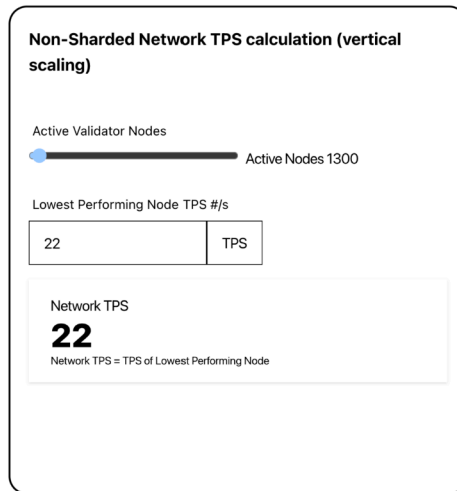 Non-Sharded Network TPS calculation (vertical
scaling)
Active Validator Nodes
Active Nodes 1300
Lowest Performing Node TPS #/s
22
TPS
Network TPS
22
Network TPS = TPS of Lowest Performing Node